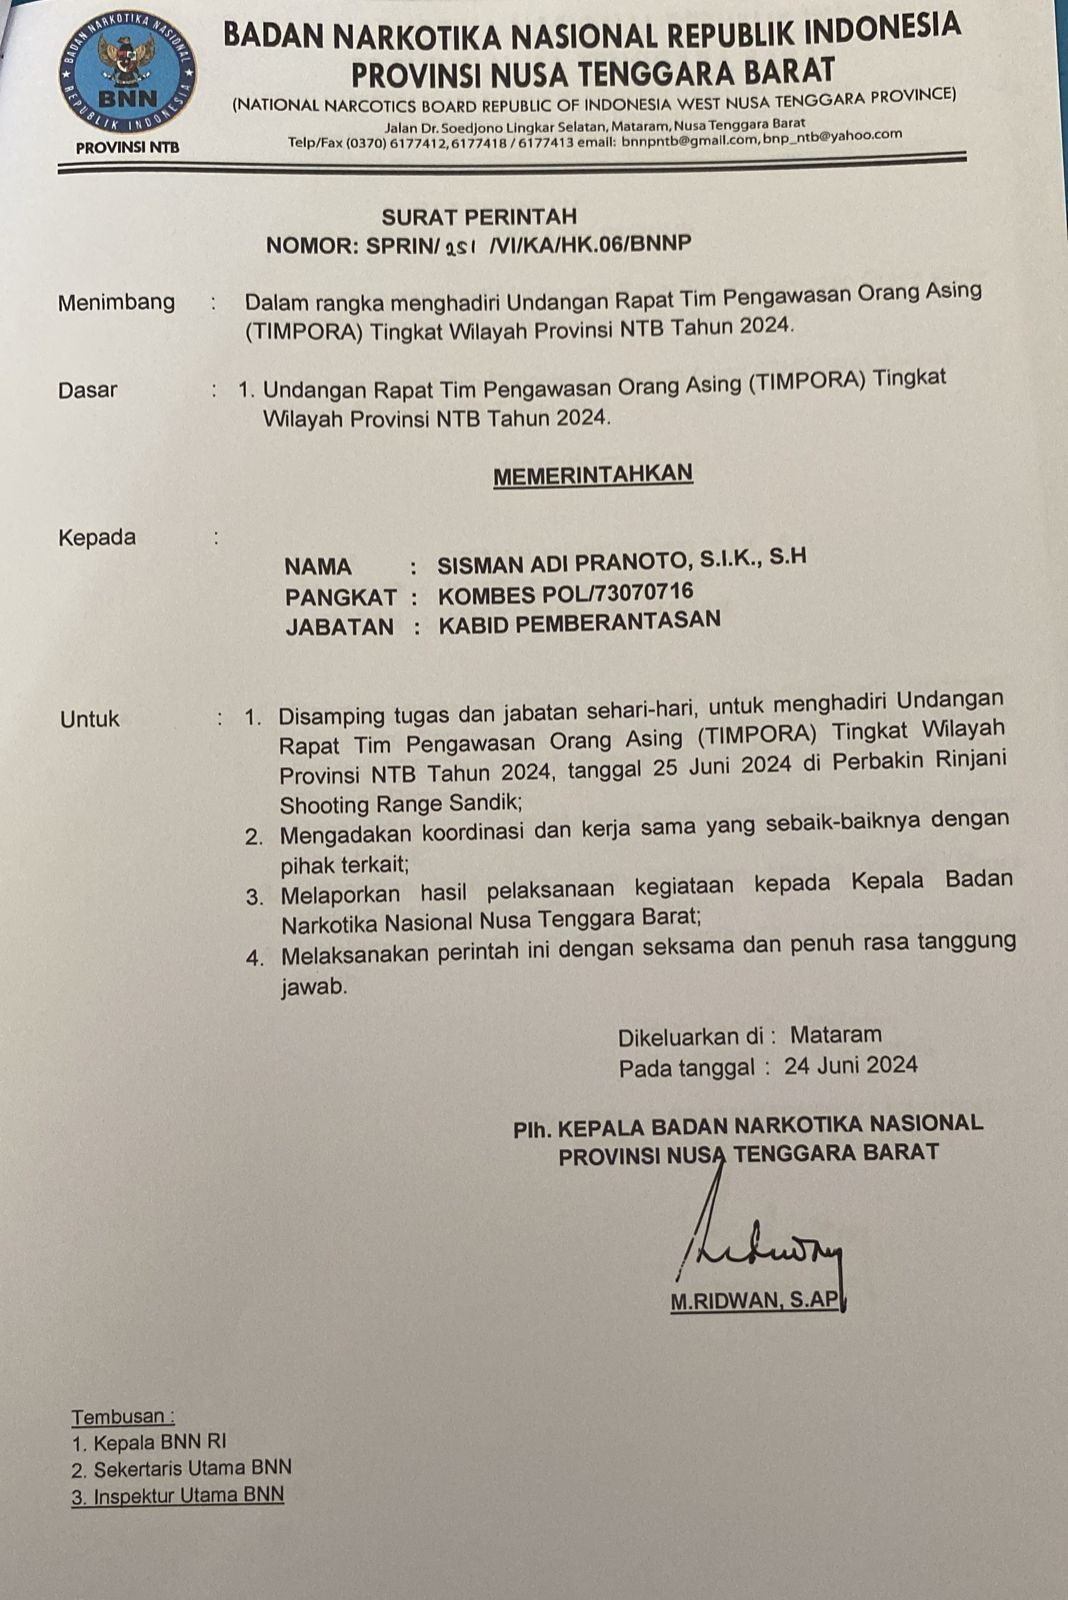 BADAN NARKOTIKA NASIONAL
REPUBLIK INDONESIA
BNN
PROVINSI NTB
BADAN NARKOTIKA NASIONAL REPUBLIK INDONESIA
PROVINSI NUSA TENGGARA BARAT
(NATIONAL NARCOTICS BOARD REPUBLIC OF INDONESIA WEST NUSA TENGGARA PROVINCE)
Jalan Dr. Soedjono Lingkar Selatan, Mataram, Nusa Tenggara Barat
Telp/Fax (0370) 6177412, 6177418 / 6177413 email: bnnpntb@gmail.com, bnp_ntb@yahoo.com
SURAT PERINTAH
NOMOR: SPRIN/ 251 /VI/KA/HK.06/BNNP
Menimbang : Dalam rangka menghadiri Undangan Rapat Tim Pengawasan Orang Asing
(TIMPORA) Tingkat Wilayah Provinsi NTB Tahun 2024.
Dasar : 1. Undangan Rapat Tim Pengawasan Orang Asing (TIMPORA) Tingkat
Wilayah Provinsi NTB Tahun 2024.
MEMERINTAHKAN
Kepada :
NAMA : SISMAN ADI PRANOTO, S.I.K., S.H
PANGKAT : KOMBES POL/73070716
JABATAN : KABID PEMBERANTASAN
Untuk : 1. Disamping tugas dan jabatan sehari-hari, untuk menghadiri Undangan
Rapat Tim Pengawasan Orang Asing (TIMPORA) Tingkat Wilayah
Provinsi NTB Tahun 2024, tanggal 25 Juni 2024 di Perbakin Rinjani
Shooting Range Sandik;
2. Mengadakan koordinasi dan kerja sama yang sebaik-baiknya dengan
pihak terkait;
3. Melaporkan hasil pelaksanaan kegiataan kepada Kepala Badan
Narkotika Nasional Nusa Tenggara Barat;
4. Melaksanakan perintah ini dengan seksama dan penuh rasa tanggung
jawab.
Dikeluarkan di : Mataram
Pada tanggal : 24 Juni 2024
Plh. KEPALA BADAN NARKOTIKA NASIONAL
PROVINSI NUSA TENGGARA BARAT
M.RIDWAN, S.AP
Tembusan :
1. Kepala BNN RI
2. Sekertaris Utama BNN
3. Inspektur Utama BNN